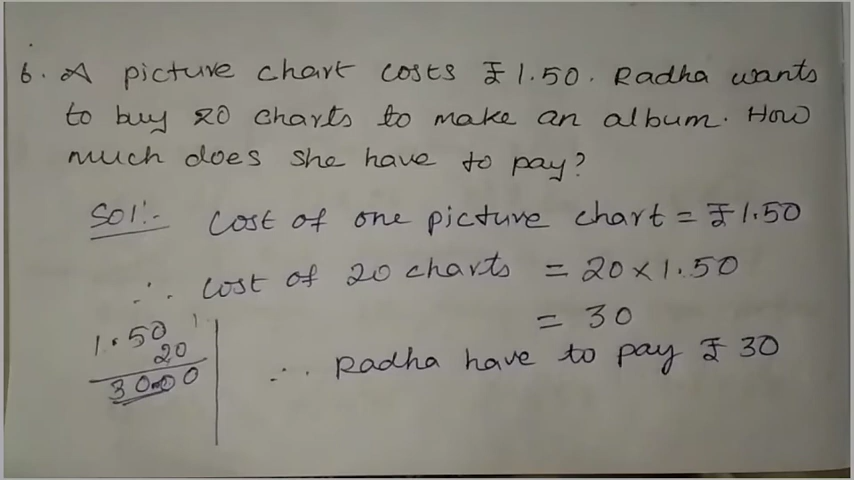 6. A picture chart costs ₹1.50. Radha wants
to buy 20 charts to make an album. How
much does she have to pay?
Sol:- Cost of one picture chart = ₹1.50
∴ cost of 20 charts = 20 × 1.50
= 30
1.50
20
30.00
∴ Radha have to pay ₹ 30